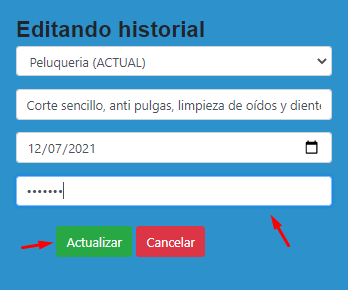 Editando historial
Peluqueria (ACTUAL)
Corte sencillo, anti pulgas, limpieza de oídos y diente
12/07/2021
•••••••
Actualizar Cancelar